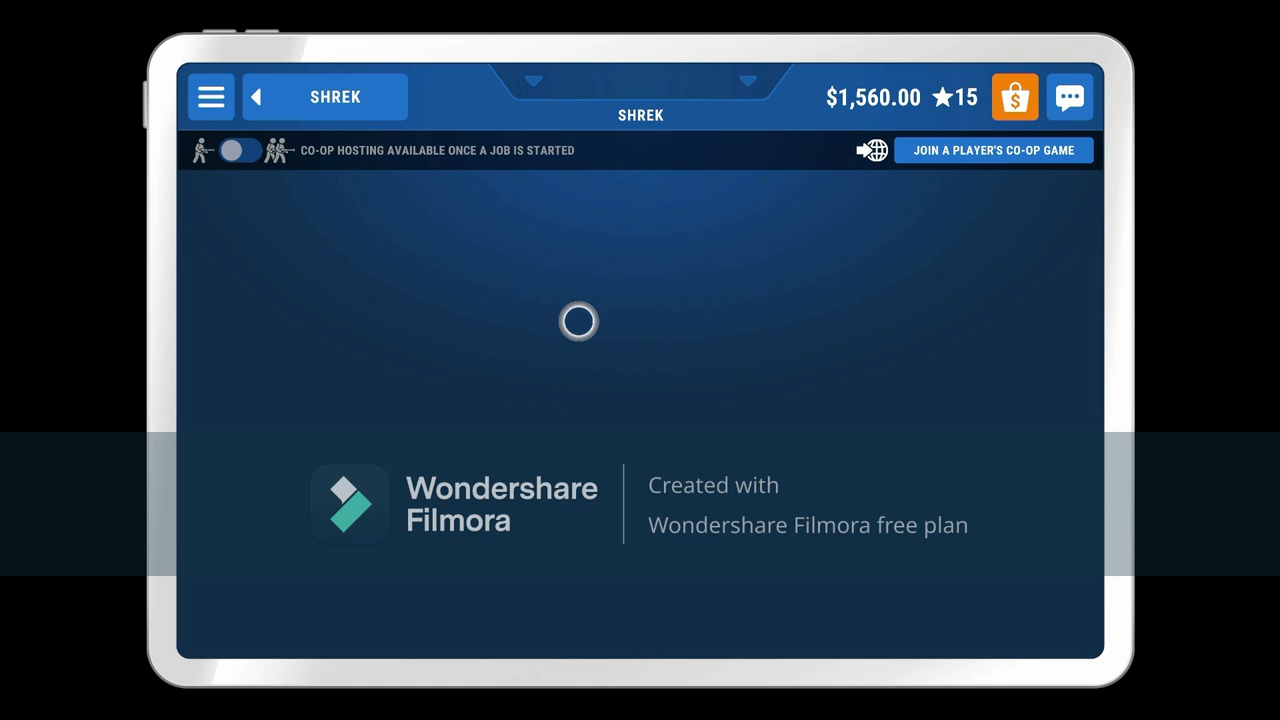 SHREK
SHREK
$1,560.00 ★15
CO-OP HOSTING AVAILABLE ONCE A JOB IS STARTED
JOIN A PLAYER'S CO-OP GAME
Wondershare
Filmora
Created with
Wondershare Filmora free plan